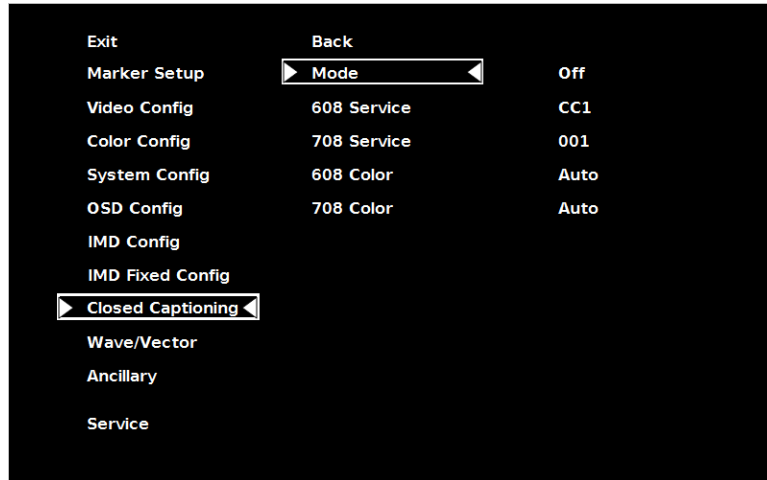 Exit Back
Marker Setup Mode Off
Video Config 608 Service CC1
Color Config 708 Service 001
System Config 608 Color Auto
OSD Config 708 Color Auto
IMD Config
IMD Fixed Config
Closed Captioning
Wave/Vector
Ancillary
Service